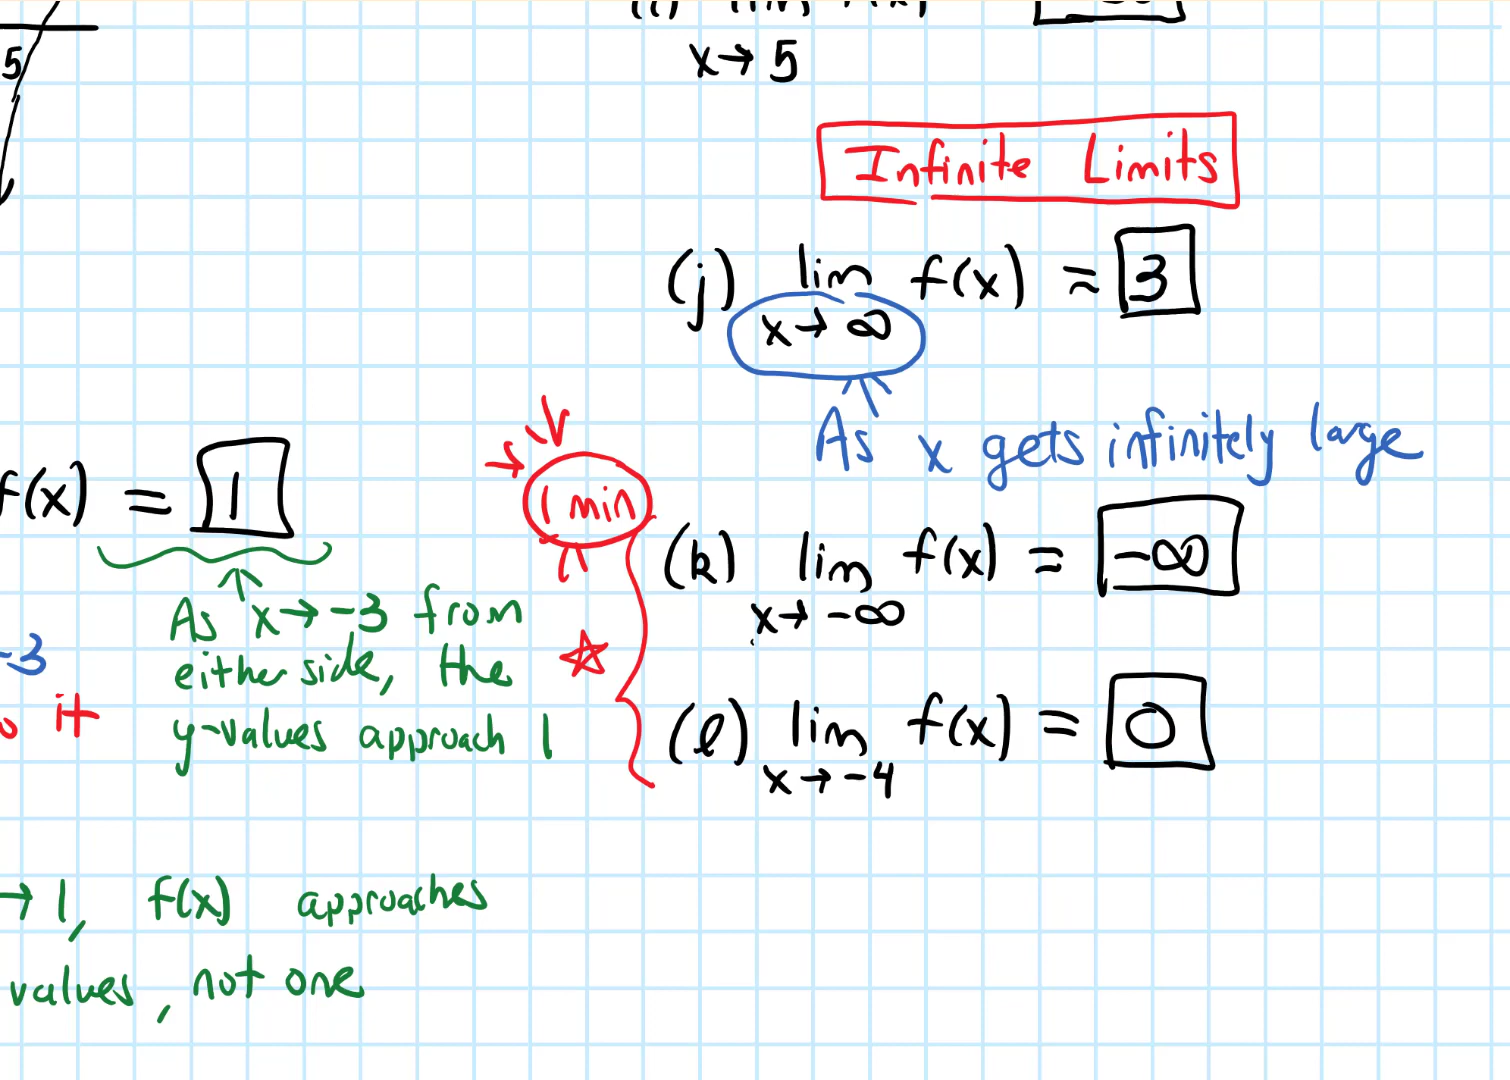 5
x→ 5
Infinite Limits
(j) lim f(x) = 3
x→ ∞
As x gets infinitely large
f(x) = 1
1 min
(k) lim f(x) = -∞
x→ -∞
As x→-3 from
either side, the
y-values approach 1
-3
it
(l) lim f(x) = 0
x→ -4
→ 1, f(x) approaches
values, not one